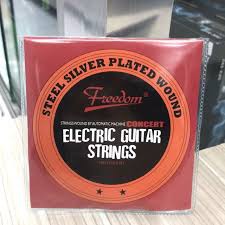 STEEL SILVER PLATED WOUND
Freedom
STRINGS WOUND BY AUTOMATIC MACHINE CONCERT
ELECTRIC GUITAR
STRINGS